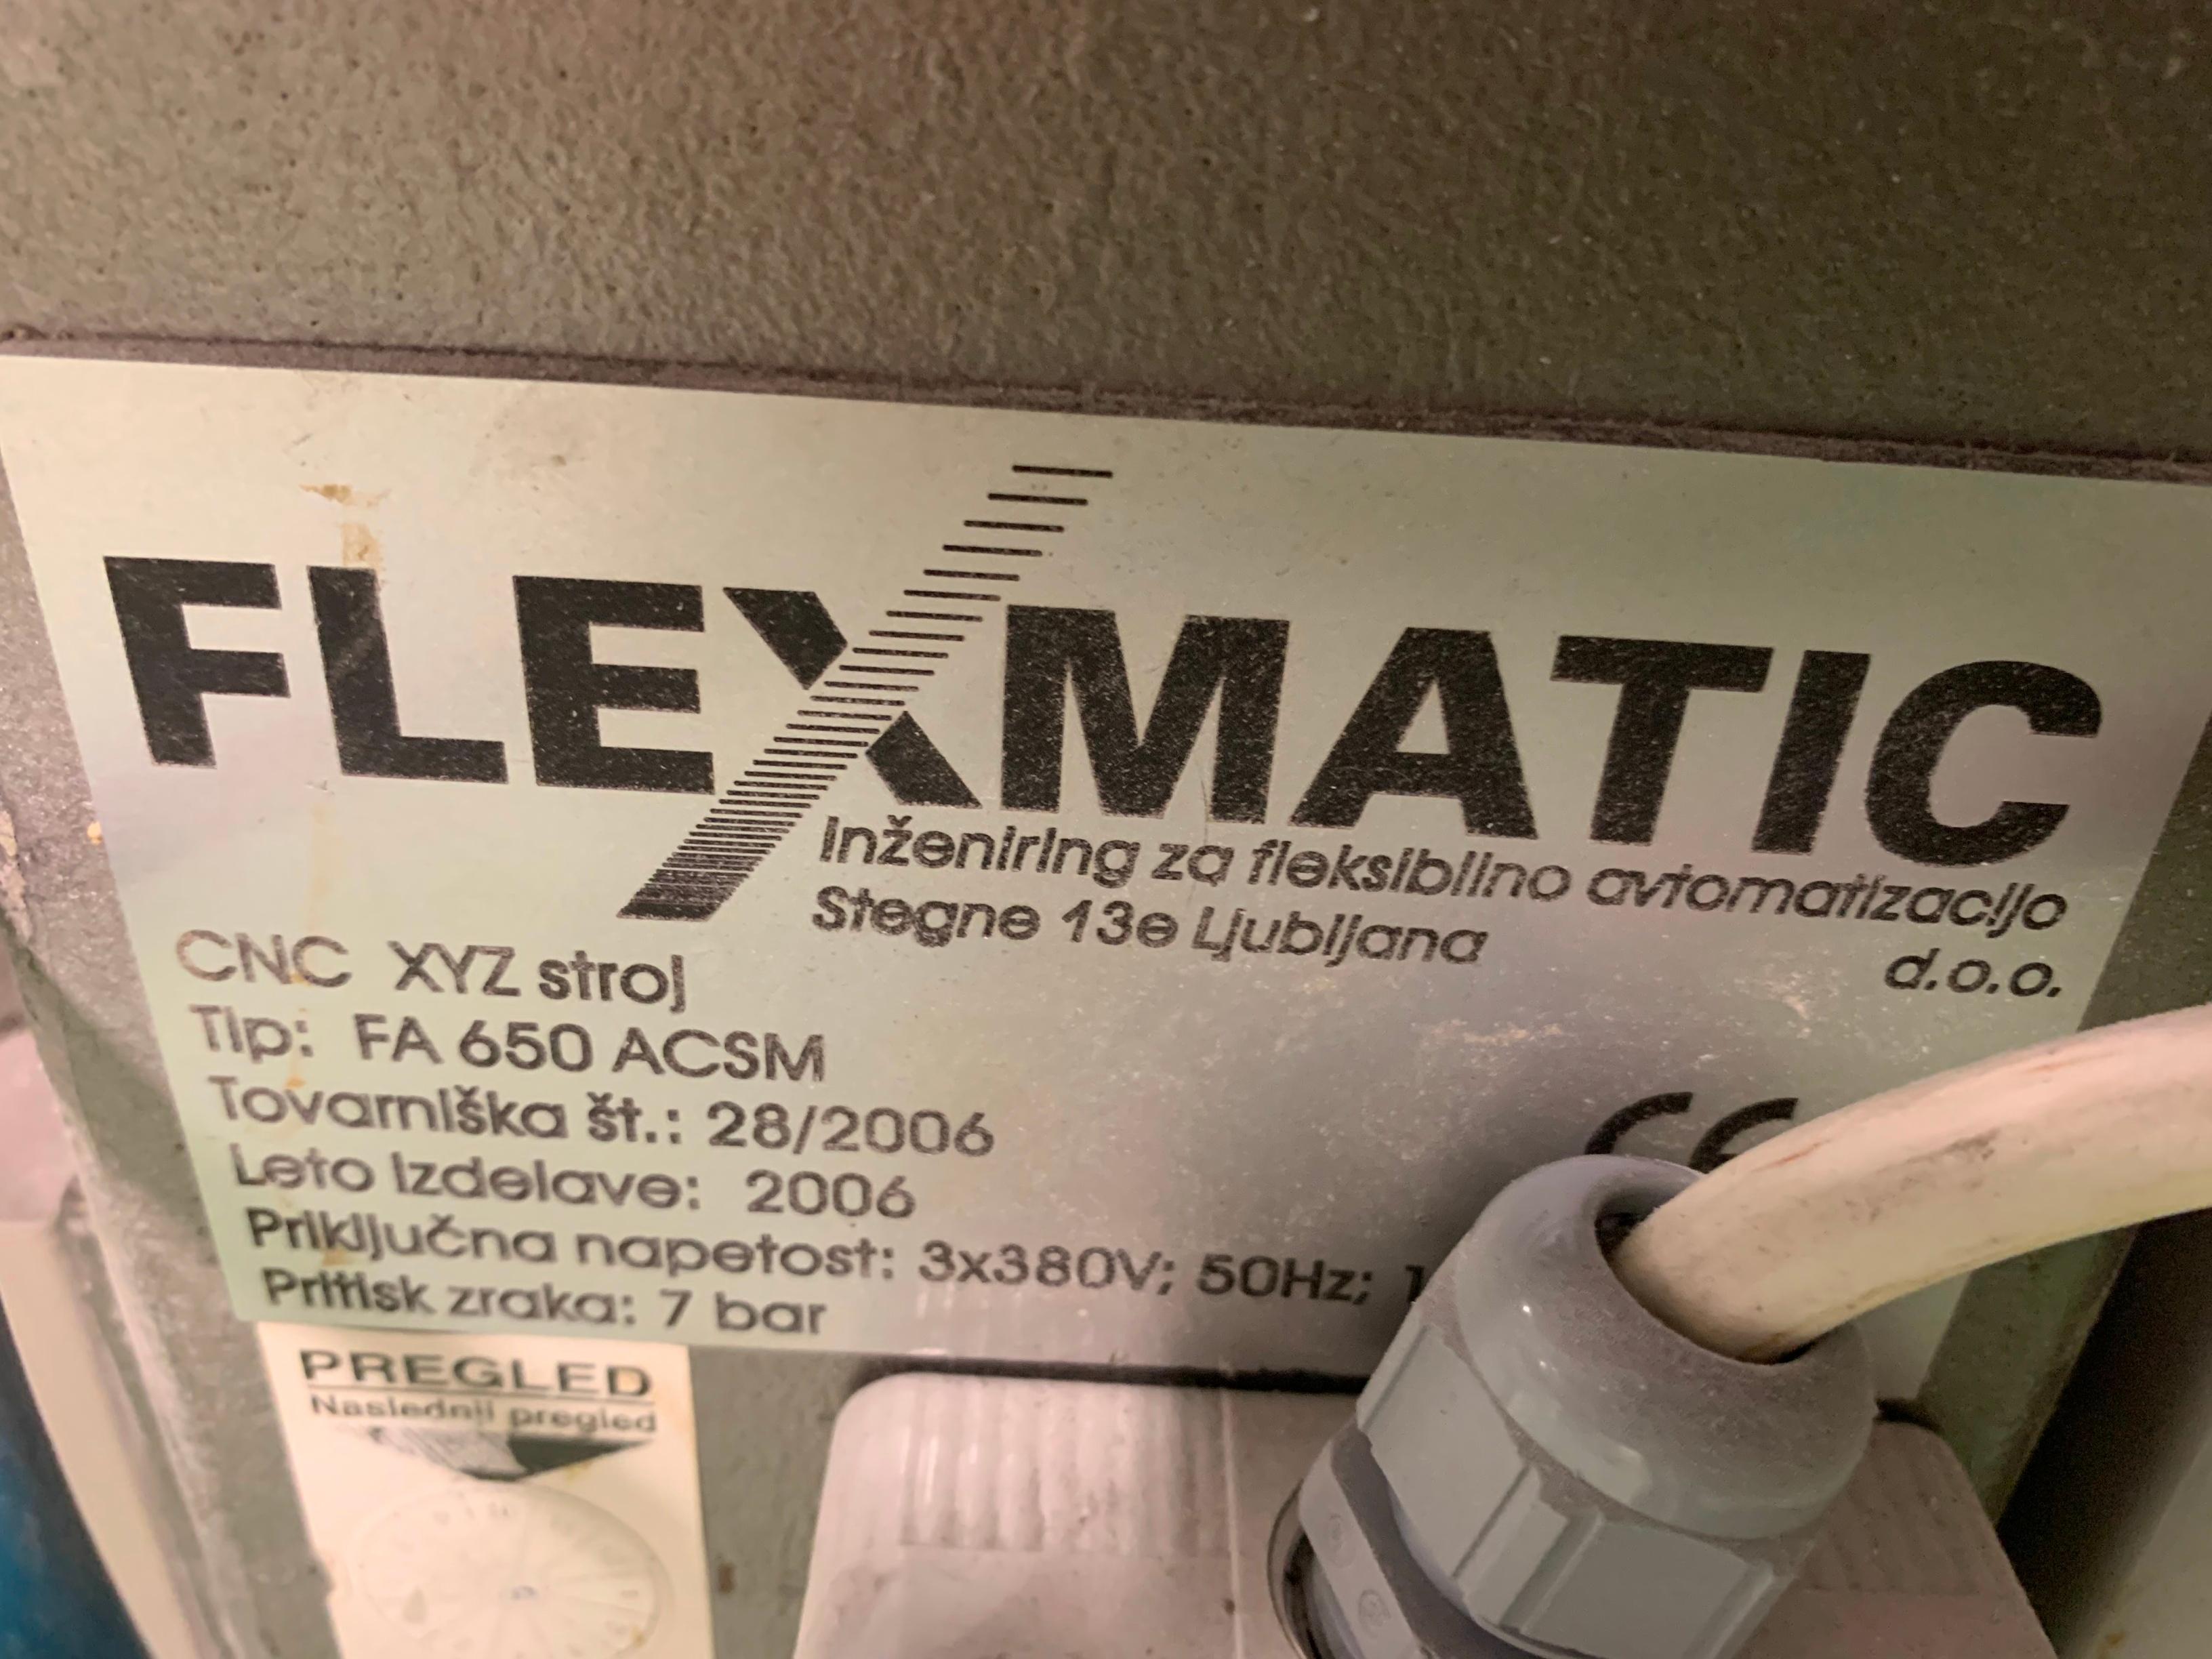 FLEXMATIC
Inženiring za fleksibilno avtomatizacijo
Stegne 13e Ljubljana
d.o.o.
CNC XYZ stroj
Tip: FA 650 ACSM
CE
Tovarniška št.: 28/2006
Leto izdelave: 2006
Priključna napetost: 3x380V; 50Hz;
Pritisk zraka: 7 bar
PREGLED
Naslednji pregled